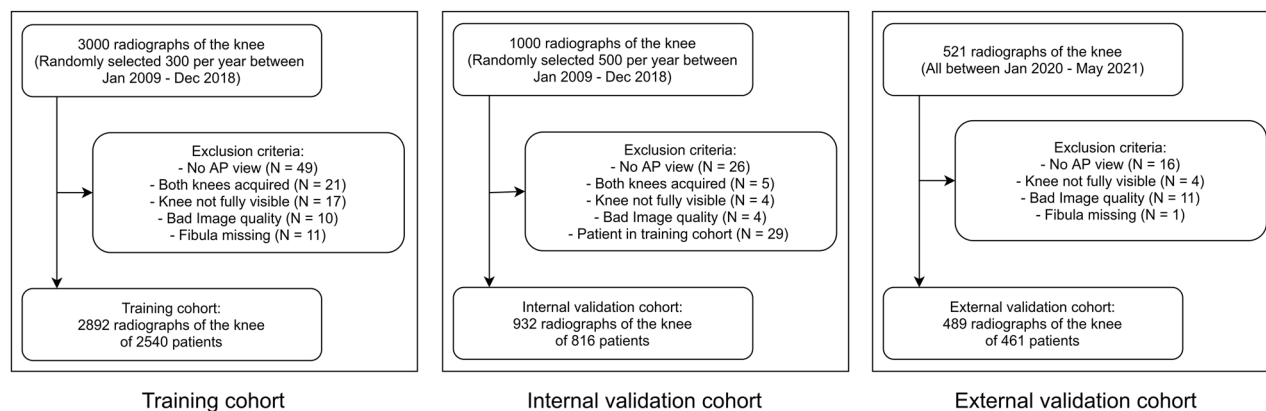 3000 radiographs of the knee
(Randomly selected 300 per year between
Jan 2009 - Dec 2018)
Exclusion criteria:
- No AP view (N = 49)
- Both knees acquired (N = 21)
- Knee not fully visible (N = 17)
- Bad Image quality (N = 10)
- Fibula missing (N = 11)
Training cohort:
2892 radiographs of the knee
of 2540 patients
Training cohort
1000 radiographs of the knee
(Randomly selected 500 per year between
Jan 2009 - Dec 2018)
Exclusion criteria:
- No AP view (N = 26)
- Both knees acquired (N = 5)
- Knee not fully visible (N = 4)
- Bad Image quality (N = 4)
- Patient in training cohort (N = 29)
Internal validation cohort:
932 radiographs of the knee
of 816 patients
Internal validation cohort
521 radiographs of the knee
(All between Jan 2020 - May 2021)
Exclusion criteria:
- No AP view (N = 16)
- Knee not fully visible (N = 4)
- Bad Image quality (N = 11)
- Fibula missing (N = 1)
External validation cohort:
489 radiographs of the knee
of 461 patients
External validation cohort